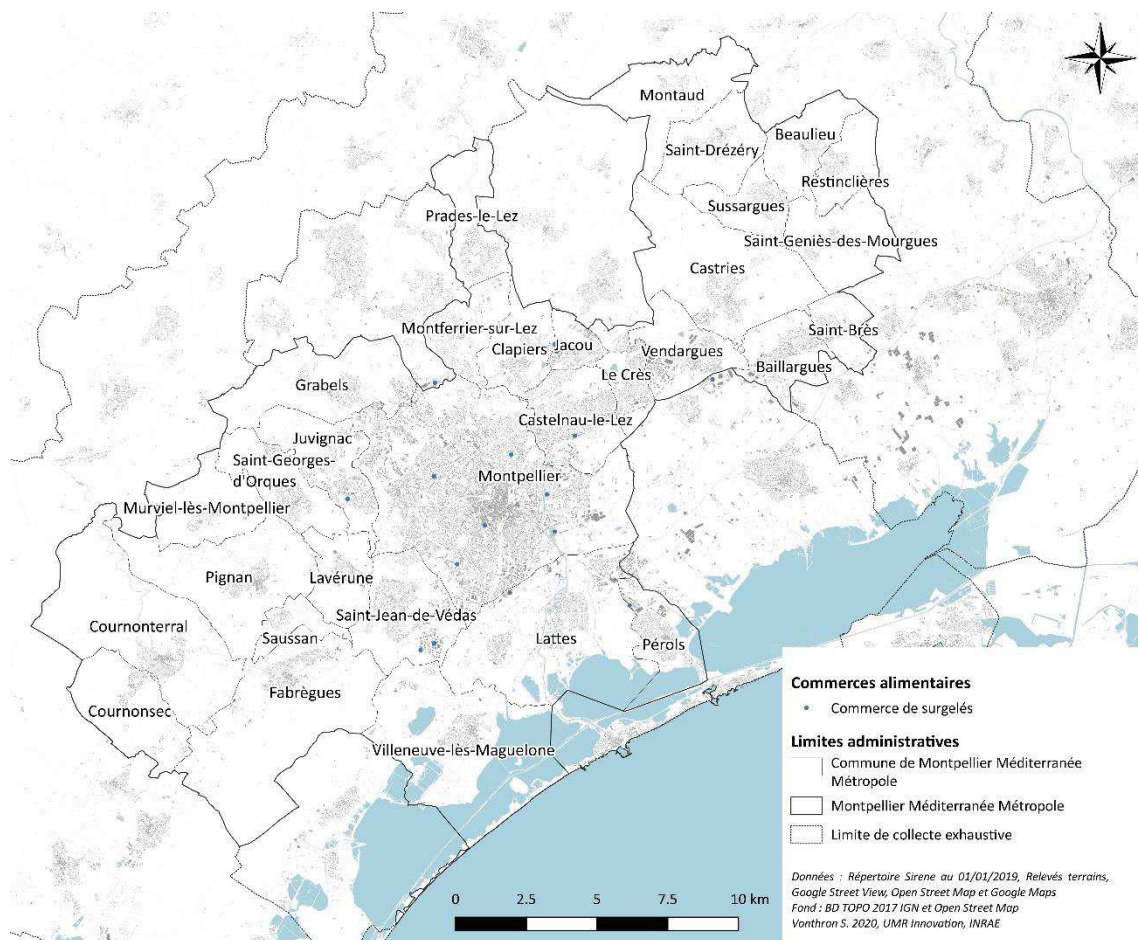 Montaud
Beaulieu
Saint-Drézéry
Restinclières
Sussargues
Prades-le-Lez
Saint-Geniès-des-Mourgues
Castries
Montferrier-sur-Lez
Saint-Brès
Clapiers
Jacou
Vendargues
Baillargues
Le Crès
Grabels
Castelnau-le-Lez
Juvignac
Saint-Georges-
d'Orques
Montpellier
Murviel-lès-Montpellier
Pignan
Lavérune
Saint-Jean-de-Védas
Cournonterral
Saussan
Lattes
Pérols
Fabrègues
Cournonsec
Villeneuve-lès-Maguelone
Commerces alimentaires
Commerce de surgelés
Limites administratives
Commune de Montpellier Méditerranée
Métropole
Montpellier Méditerranée Métropole
Limite de collecte exhaustive
Données : Répertoire Sirene au 01/01/2019, Relevés terrains,
Google Street View, Open Street Map et Google Maps
Fond : BD TOPO 2017 IGN et Open Street Map
Vonthron S. 2020, UMR Innovation, INRAE
0 2.5 5 7.5 10 km